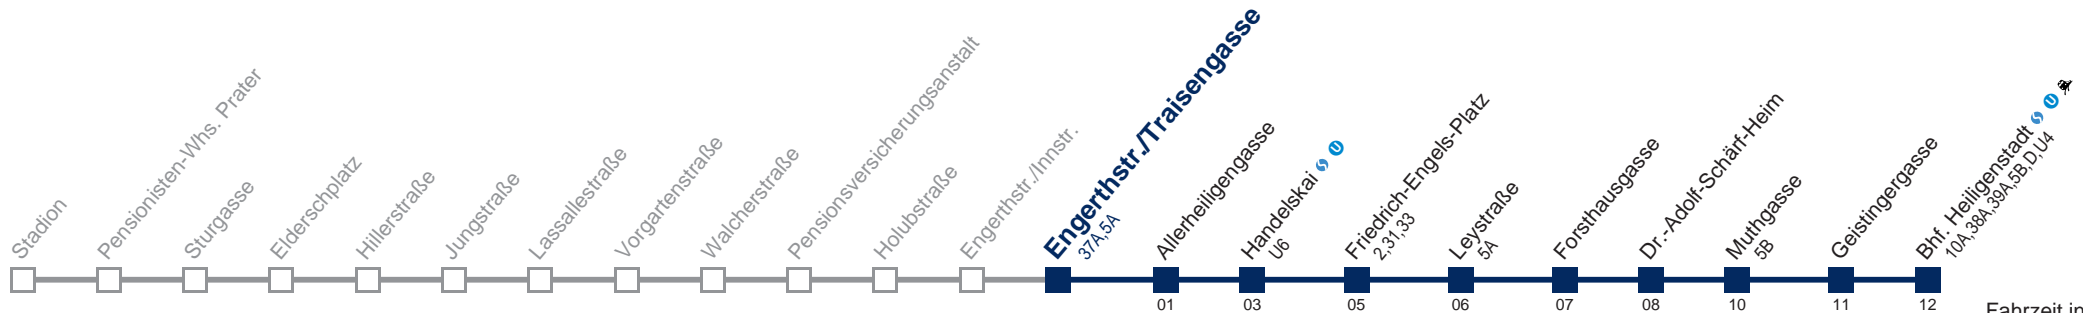 Stadion
Pensionisten-Whs. Prater
Sturgasse
Elderschplatz
Hillerstraße
Jungstraße
Lassallestraße
Vorgartenstraße
Walcherstraße
Pensionsversicherungsanstalt
Holubstraße
Engerthstr./Innstr.
Engerthstr./Traisengasse
37A,5A
Allerheiligengasse
Handelskai S U
U6
Friedrich-Engels-Platz
2,31,33
Leystraße
5A
Forsthausgasse
Dr.-Adolf-Schärf-Heim
Muthgasse
5B
Geistingergasse
Bhf. Heiligenstadt S U
10A,38A,39A,5B,D,U4
01 03 05 06 07 08 10 11 12
Fahrzeit in